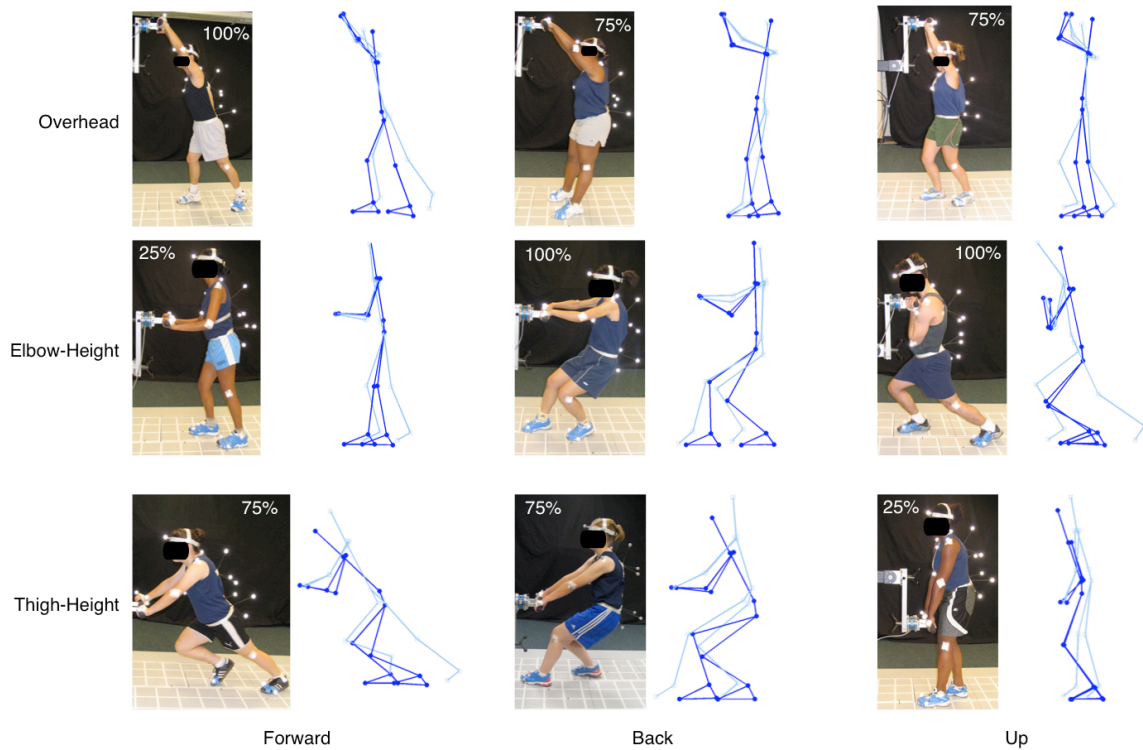 100%
75%
75%
Overhead
25%
100%
100%
Elbow-Height
75%
75%
25%
Thigh-Height
Forward
Back
Up